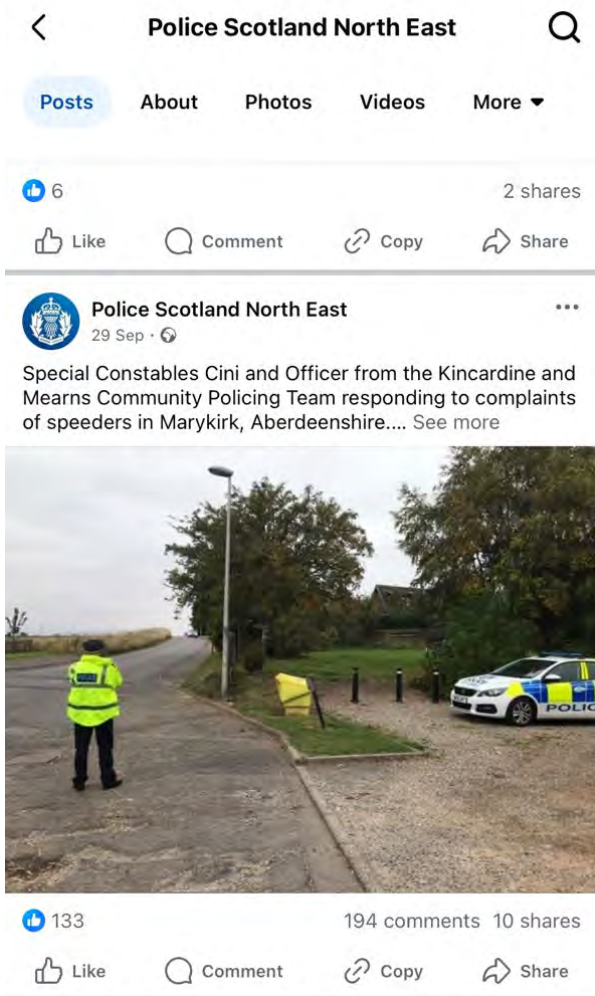 Police Scotland North East
Posts About Photos Videos More
6 2 shares
Like Comment Copy Share
Police Scotland North East
29 Sep ·
Special Constables Cini and Officer from the Kincardine and
Mearns Community Policing Team responding to complaints
of speeders in Marykirk, Aberdeenshire.... See more
POLICE
POLIC
133 194 comments 10 shares
Like Comment Copy Share